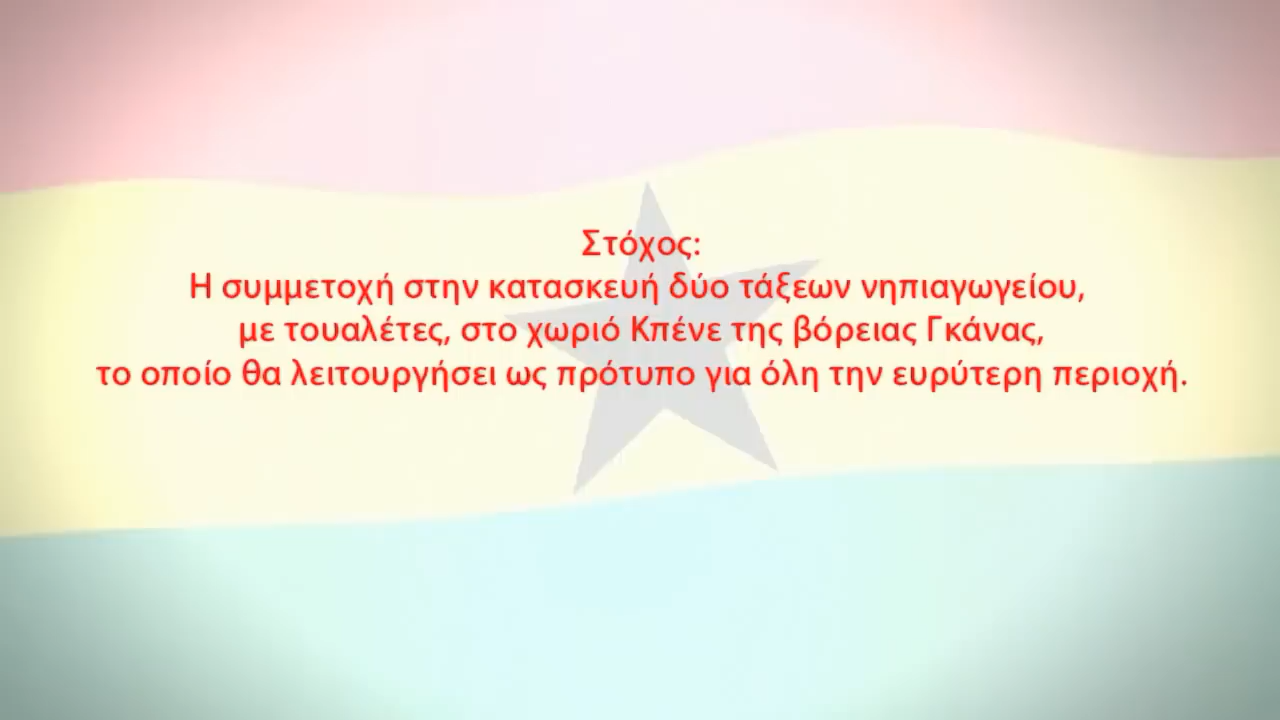 Στόχος:
Η συμμετοχή στην κατασκευή δύο τάξεων νηπιαγωγείου,
με τουαλέτες, στο χωριό Κπένε της βόρειας Γκάνας,
το οποίο θα λειτουργήσει ως πρότυπο για όλη την ευρύτερη περιοχή.